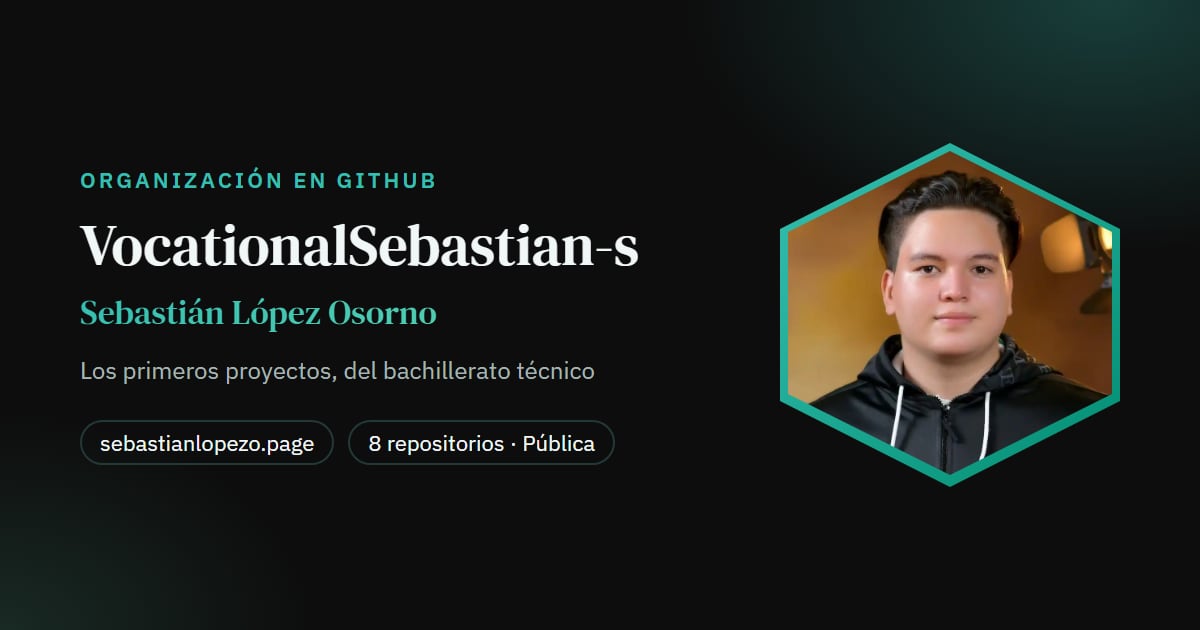 ORGANIZACIÓN EN GITHUB
VocationalSebastian-s
Sebastián López Osorno
Los primeros proyectos, del bachillerato técnico
sebastianlopezo.page
8 repositorios · Pública